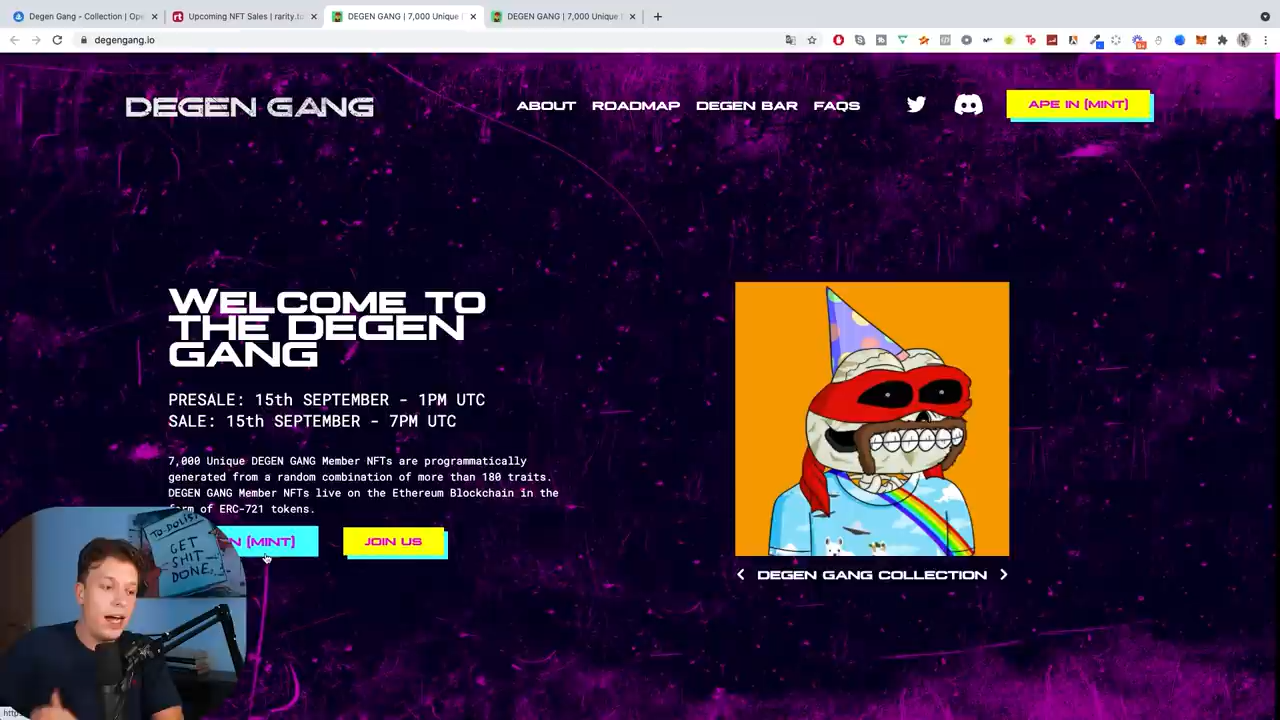 Degen Gang - Collection | Ope
Upcoming NFT Sales | rarity.to
DEGEN GANG | 7,000 Unique
DEGEN GANG | 7,000 Unique
degengang.io
DEGEN GANG
ABOUT
ROADMAP
DEGEN BAR
FAQS
APE IN (MINT)
WELCOME TO
THE DEGEN
GANG
PRESALE: 15th SEPTEMBER - 1PM UTC
SALE: 15th SEPTEMBER - 7PM UTC
7,000 Unique DEGEN GANG Member NFTs are programmatically
generated from a random combination of more than 180 traits.
DEGEN GANG Member NFTs live on the Ethereum Blockchain in the
form of ERC-721 tokens.
N (MINT)
JOIN US
TO-DO LIST
GET
SHIT
DONE.
DEGEN GANG COLLECTION